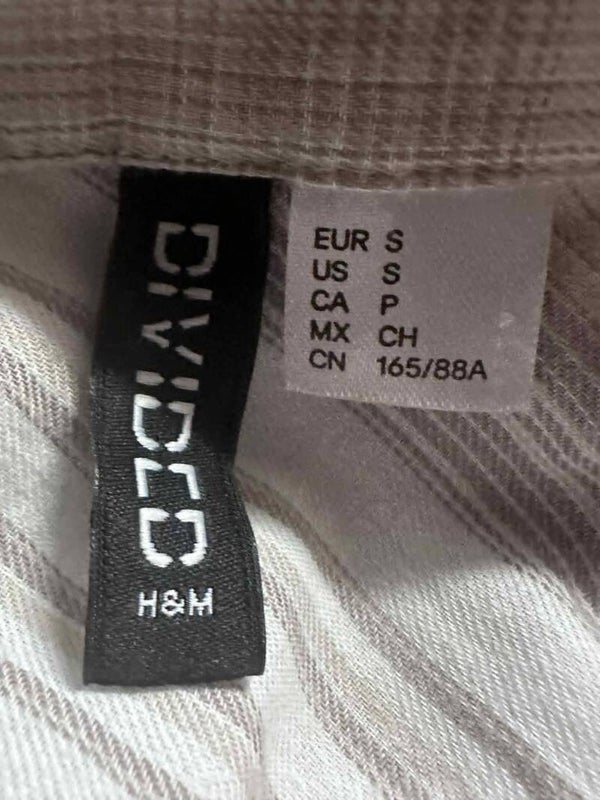 DIVIDED
H&M
EUR S
US S
CA P
MX CH
CN 165/88A